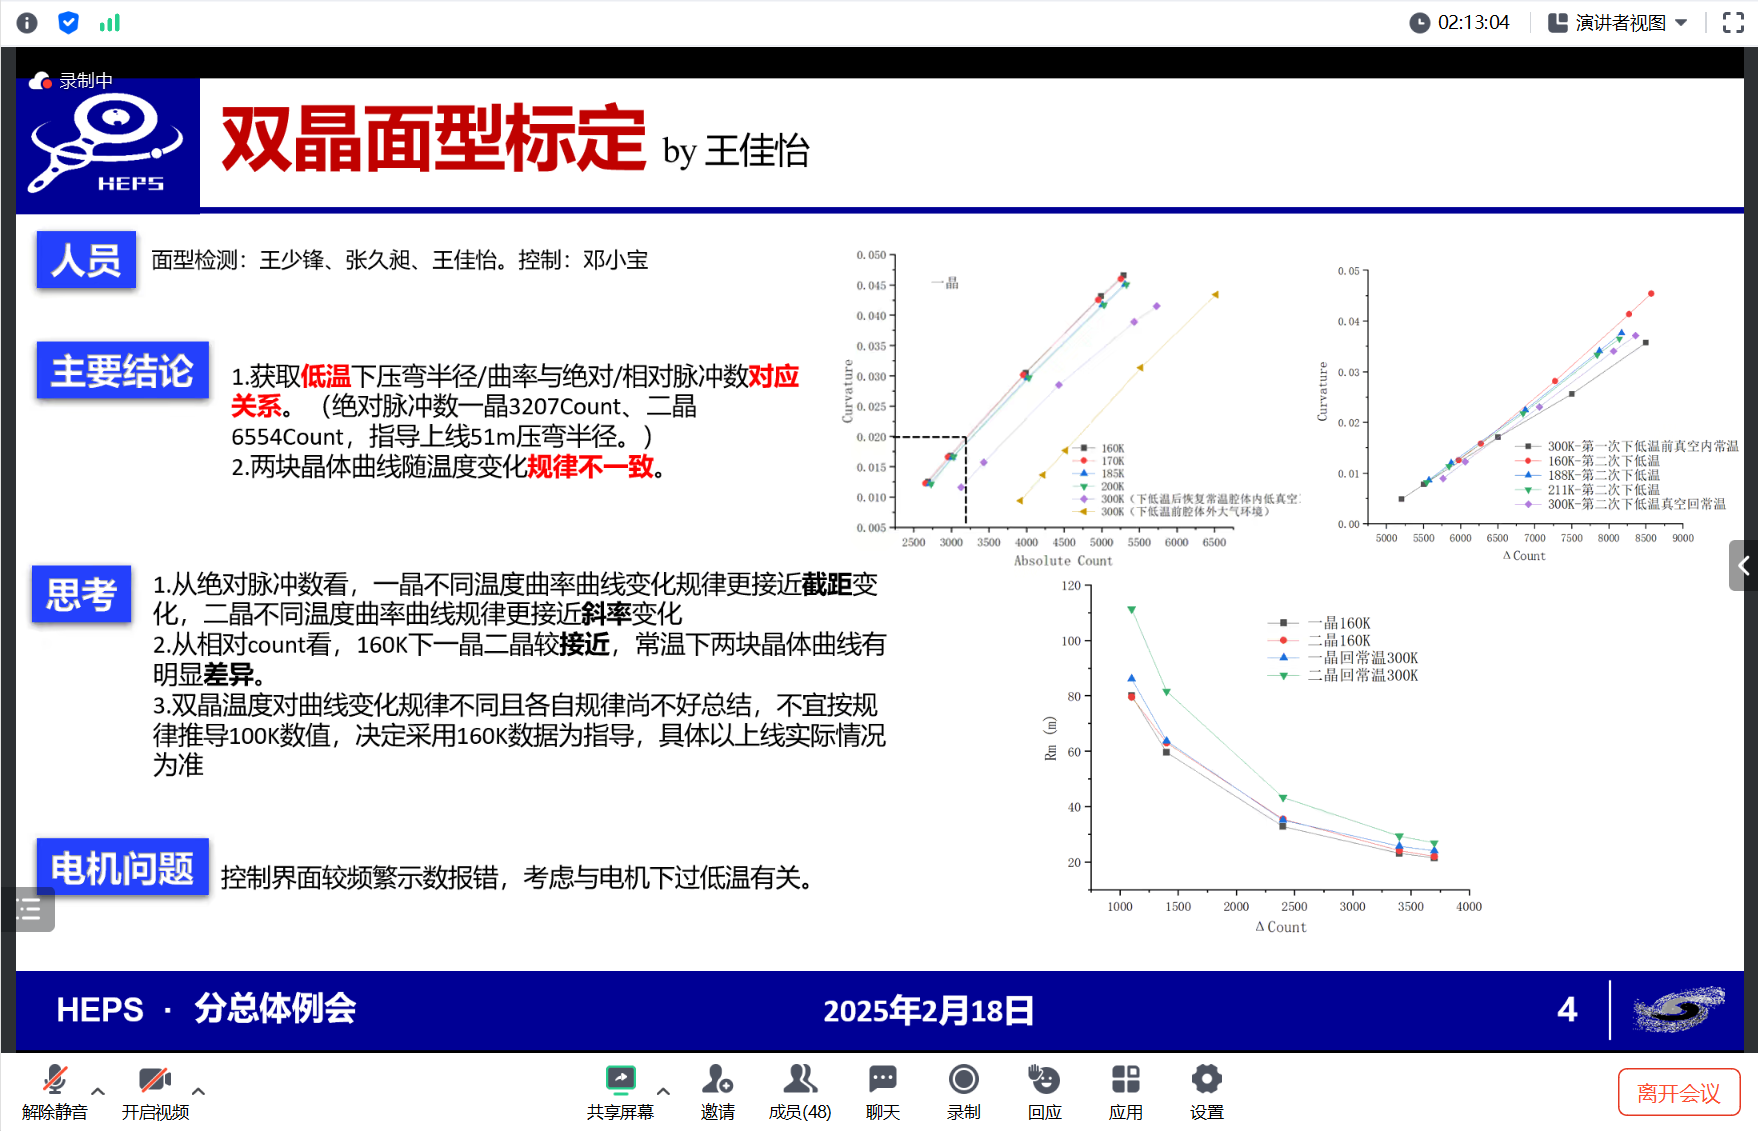 02:13:04
演讲者视图
录制中
HEPS
双晶面型标定 by 王佳怡
人员
面型检测：王少锋、张久昶、王佳怡。控制：邓小宝
主要结论
1.获取低温下压弯半径/曲率与绝对/相对脉冲数对应
关系。（绝对脉冲数一晶3207Count、二晶
6554Count，指导上线51m压弯半径。）
2.两块晶体曲线随温度变化规律不一致。
思考
1.从绝对脉冲数看，一晶不同温度曲率曲线变化规律更接近截距变
化，二晶不同温度曲率曲线规律更接近斜率变化
2.从相对count看，160K下一晶二晶较接近，常温下两块晶体曲线有
明显差异。
3.双晶温度对曲线变化规律不同且各自规律尚不好总结，不宜按规
律推导100K数值，决定采用160K数据为指导，具体以上线实际情况
为准
电机问题
控制界面较频繁示数报错，考虑与电机下过低温有关。
0.050
0.045
0.040
0.035
0.030
0.025
0.020
0.015
0.010
0.005
Curvature
一晶
160K
170K
185K
200K
300K（下低温后恢复常温腔体内低真空
300K（下低温前腔体外大气环境）
2500 3000 3500 4000 4500 5000 5500 6000 6500
Absolute Count
0.05
0.04
0.03
0.02
0.01
0.00
Curvature
300K-第一次下低温前真空内常温
160K-第二次下低温
188K-第二次下低温
211K-第二次下低温
300K-第二次下低温真空回常温
5000 5500 6000 6500 7000 7500 8000 8500 9000
Δ Count
120
100
80
60
40
20
Rm (m)
一晶160K
二晶160K
一晶回常温300K
二晶回常温300K
1000 1500 2000 2500 3000 3500 4000
Δ Count
HEPS · 分总体例会
2025年2月18日
4
解除静音
开启视频
共享屏幕
邀请
成员(48)
聊天
录制
回应
应用
设置
离开会议